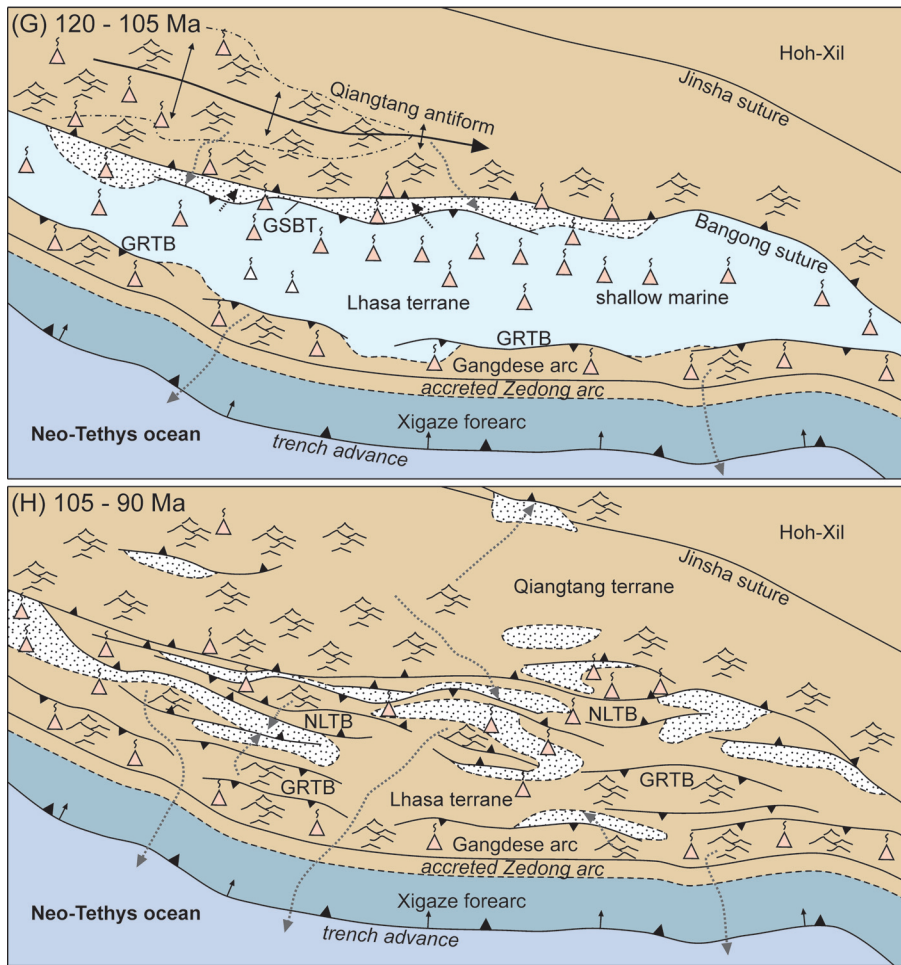 (G) 120 - 105 Ma
Hoh-Xil
Jinsha suture
Qiangtang antiform
GSBT
Bangong suture
GRTB
Lhasa terrane
shallow marine
GRTB
Gangdese arc
accreted Zedong arc
Xigaze forearc
Neo-Tethys ocean
trench advance
(H) 105 - 90 Ma
Hoh-Xil
Jinsha suture
Qiangtang terrane
NLTB
NLTB
GRTB
GRTB
Lhasa terrane
Gangdese arc
accreted Zedong arc
Xigaze forearc
Neo-Tethys ocean
trench advance